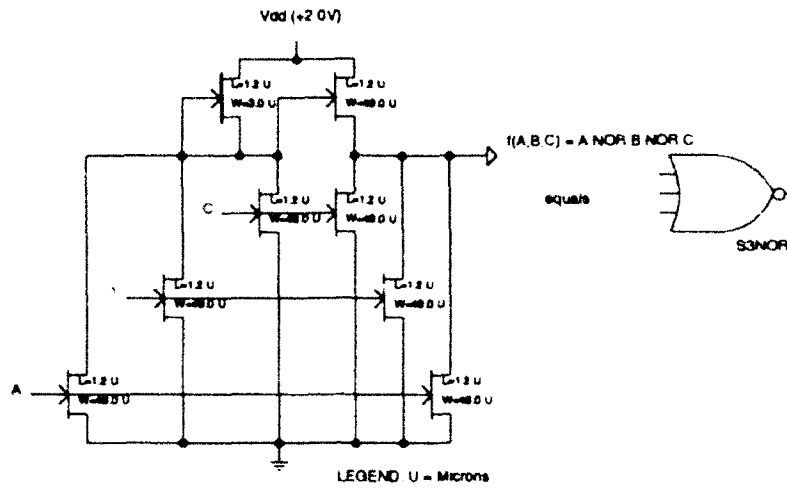 Vdd (+2.0V)
L=1.2 U
W=3.0 U
L=1.2 U
W=48.0 U
f(A,B,C) = A NOR B NOR C
equals
S3NOR
C
L=1.2 U
W=48.0 U
L=1.2 U
W=48.0 U
L=1.2 U
W=48.0 U
L=1.2 U
W=48.0 U
A
L=1.2 U
W=48.0 U
L=1.2 U
W=48.0 U
LEGEND: U = Microns